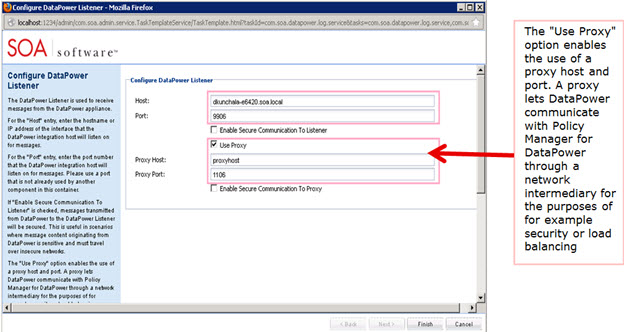 Configure DataPower Listener - Mozilla Firefox
localhost:1234/admin/com.soa.admin.service.TaskTemplateService/TaskTemplate.htm?taskId=com.soa.datapower.log.service&tasks=com.soa.datapower.log.service,com.so
SOA software™
Configure DataPower
Listener
The DataPower Listener is used to receive
messages from the DataPower appliance.
For the "Host" entry, enter the hostname or
IP address of the interface that the
DataPower integration host will listen on
for messages.
For the "Port" entry, enter the port number
that the DataPower integration host will
listen on for messages. Please use a port
that is not already used by another
component in this container.
If "Enable Secure Communication To
Listener" is checked, messages transmitted
from DataPower to the DataPower Listener
will be secured. This is useful in scenarios
where message content originating from
DataPower is sensitive and must travel
over insecure networks.
The "Use Proxy" option enables the use of
a proxy host and port. A proxy lets
DataPower communicate with Policy
Manager for DataPower through a network
intermediary for the purposes of for
Configure DataPower Listener
Host:
dkunchala-e6420.soa.local
Port:
9906
Enable Secure Communication To Listener
Use Proxy
Proxy Host:
proxyhost
Proxy Port:
1106
Enable Secure Communication To Proxy
< Back
Next >
Finish
Cancel
The "Use Proxy"
option enables
the use of a
proxy host and
port. A proxy
lets DataPower
communicate
with Policy
Manager for
DataPower
through a
network
intermediary for
the purposes of
for example
security or load
balancing